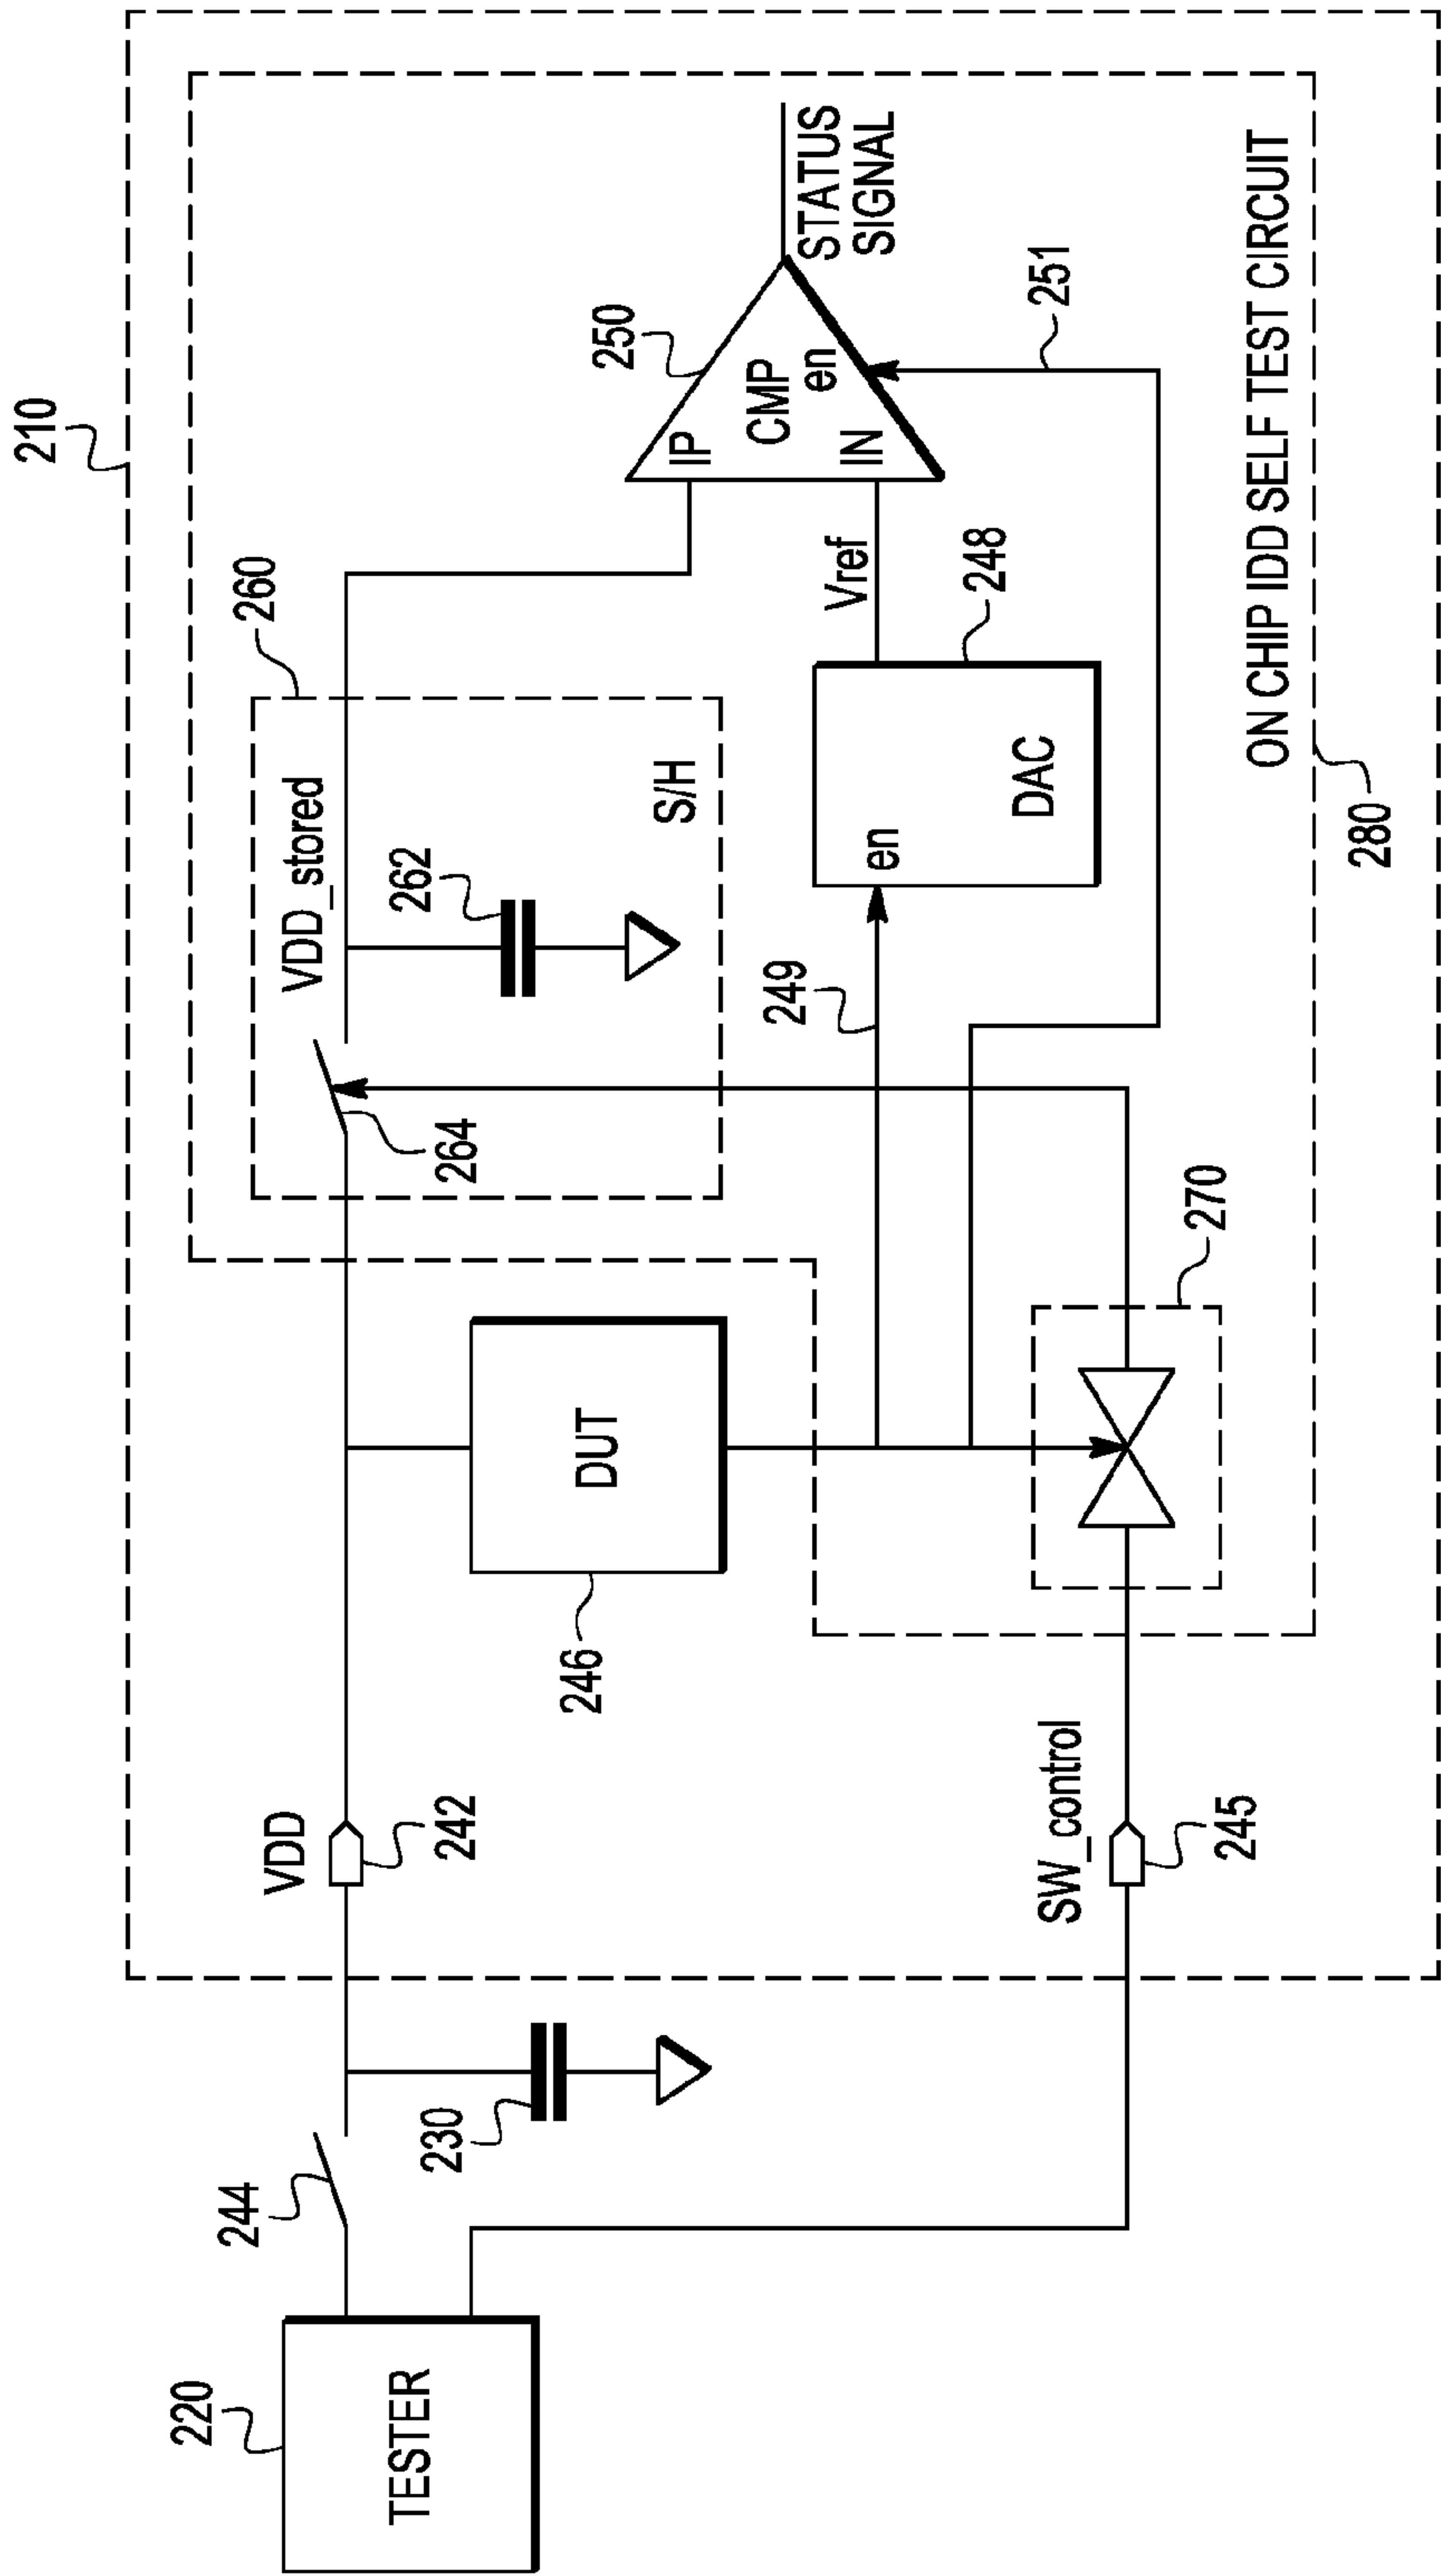 210
220
TESTER
244
230
VDD
242
SW_control
245
246
DUT
270
264
VDD_stored
262
S/H
260
249
en
DAC
248
Vref
IP
IN
CMP
en
250
251
STATUS
SIGNAL
ON CHIP IDD SELF TEST CIRCUIT
280